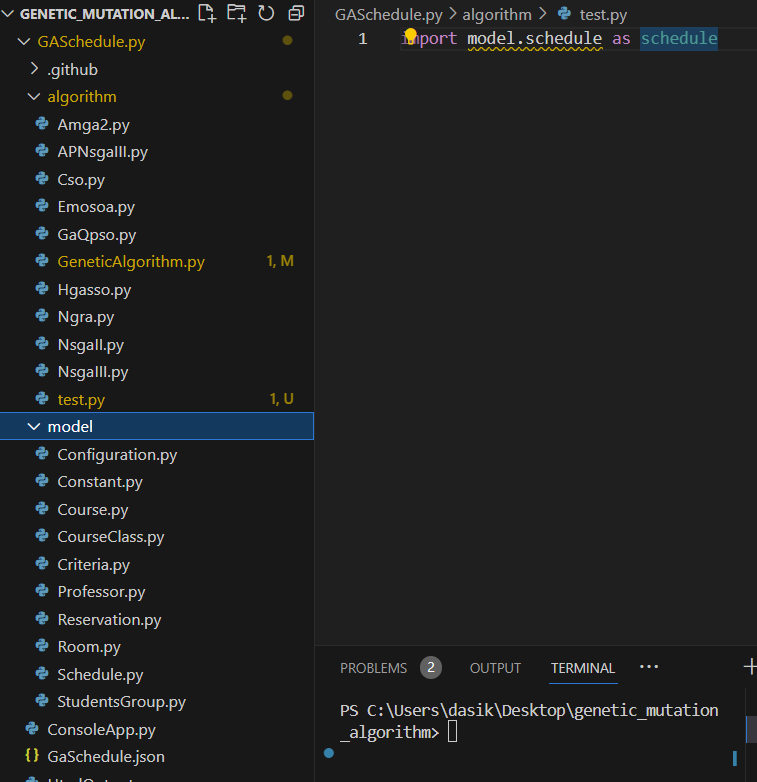 GENETIC_MUTATION_AL...
GASchedule.py
.github
algorithm
Amga2.py
APNsgaIII.py
Cso.py
Emosoa.py
GaQpso.py
GeneticAlgorithm.py 1, M
Hgasso.py
Ngra.py
NsgaII.py
NsgaIII.py
test.py 1, U
model
Configuration.py
Constant.py
Course.py
CourseClass.py
Criteria.py
Professor.py
Reservation.py
Room.py
Schedule.py
StudentsGroup.py
ConsoleApp.py
{} GaSchedule.json
GASchedule.py > algorithm > test.py
1 import model.schedule as schedule
PROBLEMS 2 OUTPUT TERMINAL ...
PS C:\Users\dasik\Desktop\genetic_mutation
_algorithm>